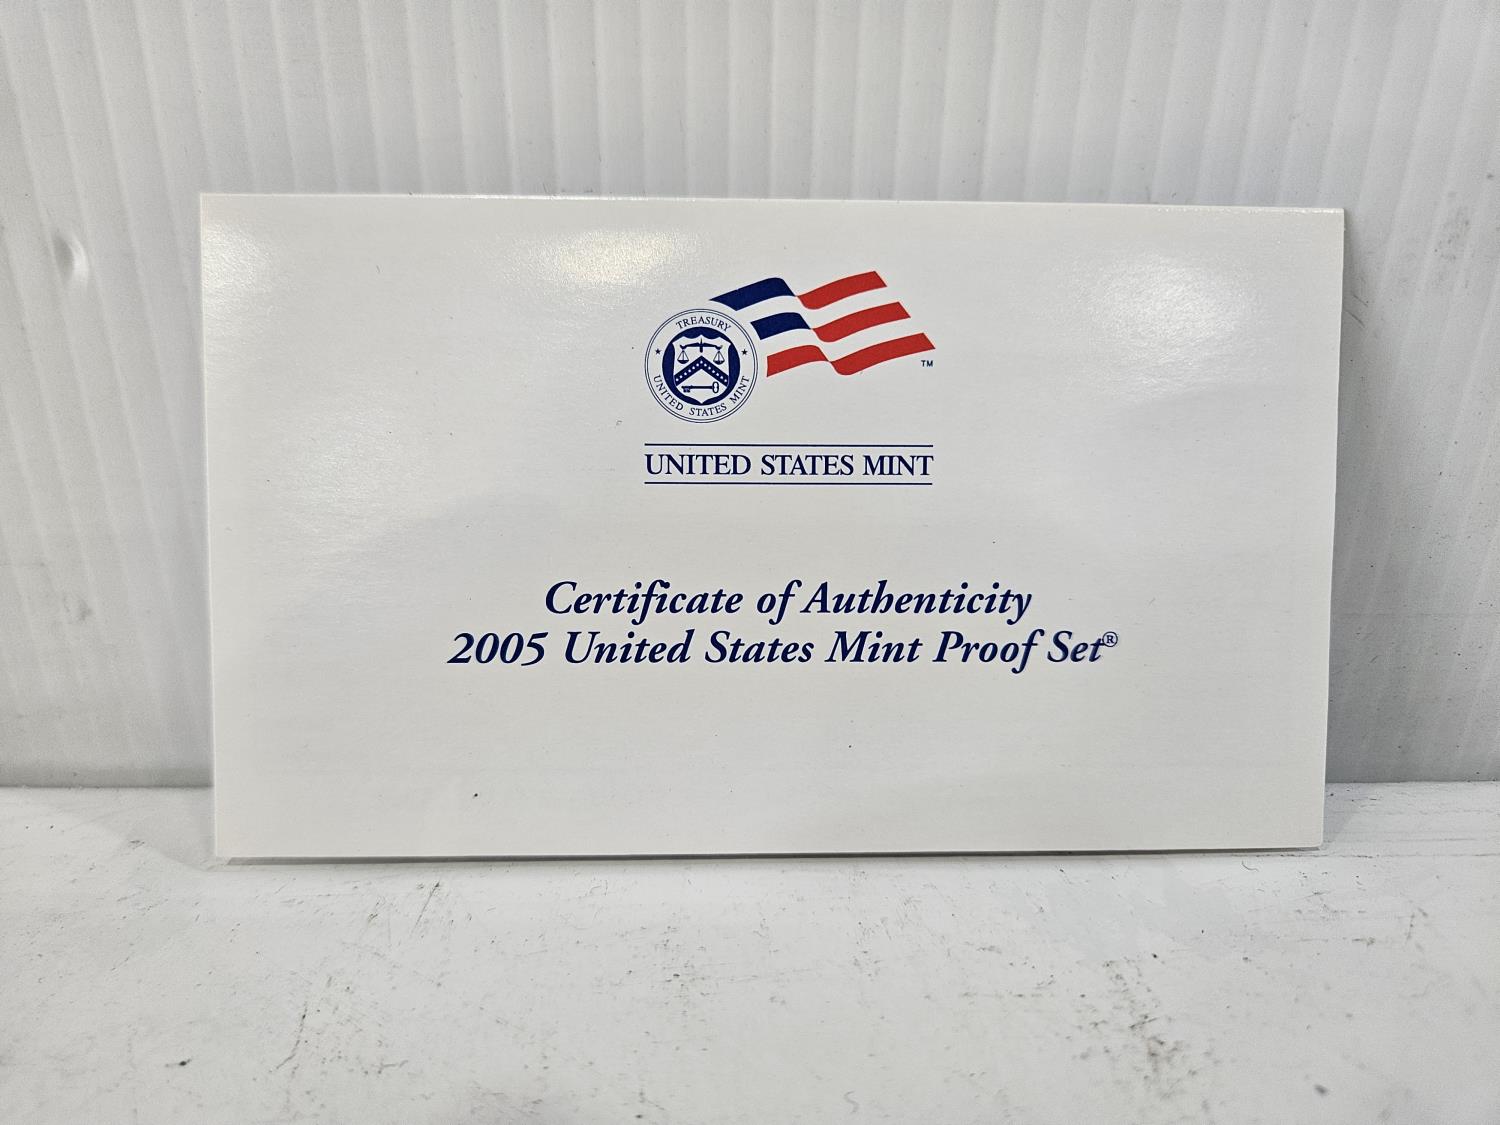 TREASURY
UNITED STATES MINT
™
UNITED STATES MINT
Certificate of Authenticity
2005 United States Mint Proof Set®